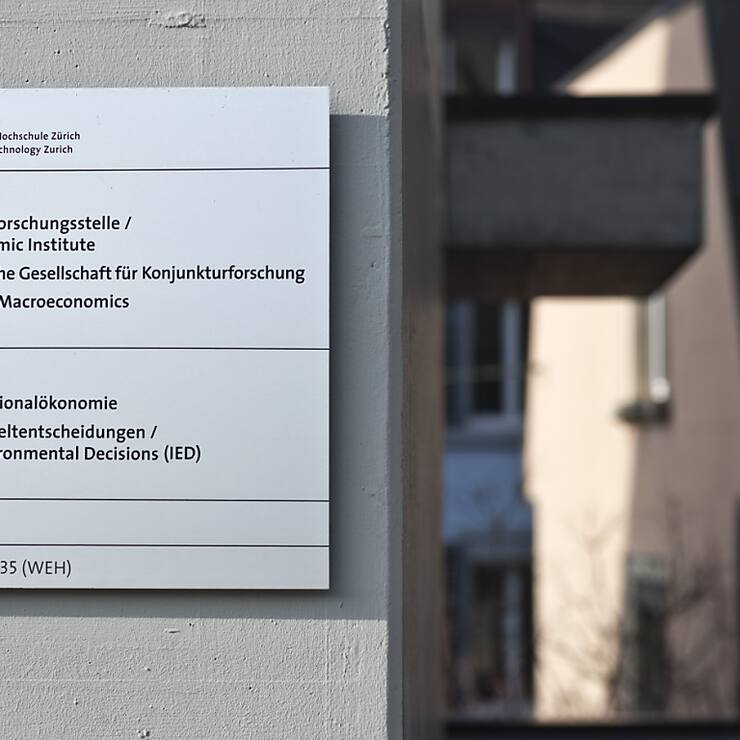 Hochschule Zürich
chnology Zurich
orschungsstelle /
mic Institute
he Gesellschaft für Konjunkturforschung
Macroeconomics
ionalökonomie
eltentscheidungen /
ronmental Decisions (IED)
35 (WEH)